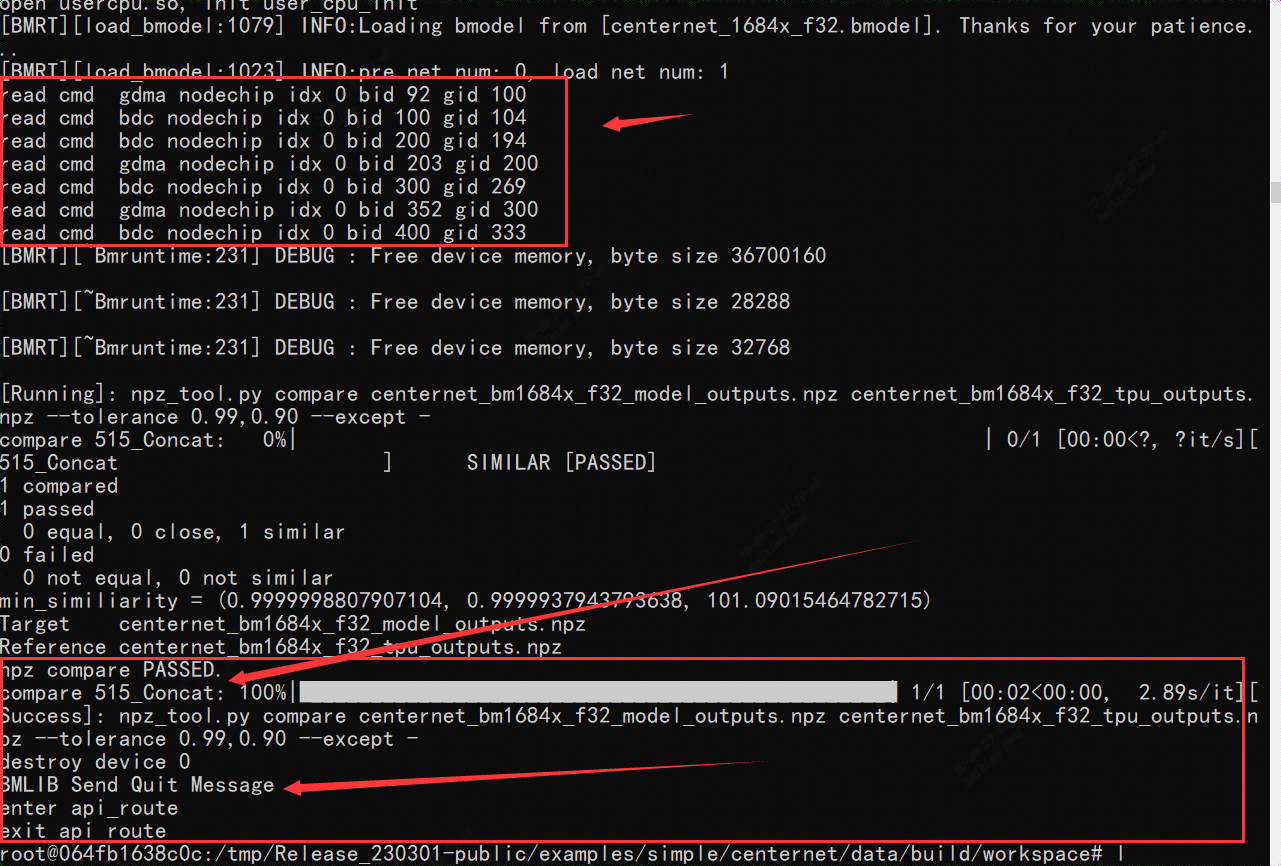 open usercpu.so, init user_cpu_init
[BMRT][load_bmodel:1079] INFO:Loading bmodel from [centernet_1684x_f32.bmodel]. Thanks for your patience.
..
[BMRT][load_bmodel:1023] INFO:pre net num: 0, load net num: 1
read cmd  gdma nodechip idx 0 bid 92 gid 100
read cmd  bdc nodechip idx 0 bid 100 gid 104
read cmd  bdc nodechip idx 0 bid 200 gid 194
read cmd  gdma nodechip idx 0 bid 203 gid 200
read cmd  bdc nodechip idx 0 bid 300 gid 269
read cmd  gdma nodechip idx 0 bid 352 gid 300
read cmd  bdc nodechip idx 0 bid 400 gid 333
[BMRT][~Bmruntime:231] DEBUG : Free device memory, byte size 36700160
[BMRT][~Bmruntime:231] DEBUG : Free device memory, byte size 28288
[BMRT][~Bmruntime:231] DEBUG : Free device memory, byte size 32768
[Running]: npz_tool.py compare centernet_bm1684x_f32_model_outputs.npz centernet_bm1684x_f32_tpu_outputs.
npz --tolerance 0.99,0.90 --except -
compare 515_Concat:   0%|                                                          | 0/1 [00:00<?, ?it/s][
515_Concat                      ]      SIMILAR [PASSED]
1 compared
1 passed
  0 equal, 0 close, 1 similar
0 failed
  0 not equal, 0 not similar
min_similiarity = (0.9999998807907104, 0.9999937943793638, 101.09015464782715)
Target    centernet_bm1684x_f32_model_outputs.npz
Reference centernet_bm1684x_f32_tpu_outputs.npz
npz compare PASSED.
compare 515_Concat: 100%| | 1/1 [00:02<00:00,  2.89s/it][
Success]: npz_tool.py compare centernet_bm1684x_f32_model_outputs.npz centernet_bm1684x_f32_tpu_outputs.n
pz --tolerance 0.99,0.90 --except -
destroy device 0
BMLIB Send Quit Message
enter api_route
exit api route
root@064fb1638c0c:/tmp/Release_230301-public/examples/simple/centernet/data/build/workspace# l